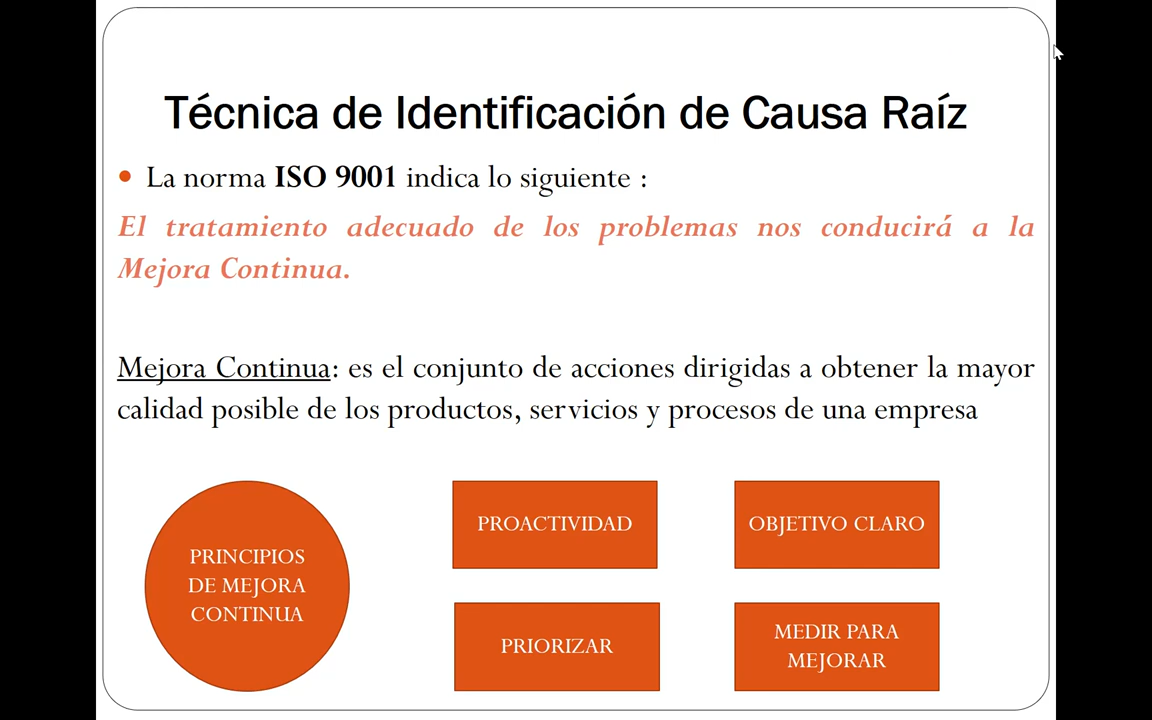 Técnica de Identificación de Causa Raíz
• La norma ISO 9001 indica lo siguiente :
El tratamiento adecuado de los problemas nos conducirá a la
Mejora Continua.
Mejora Continua: es el conjunto de acciones dirigidas a obtener la mayor
calidad posible de los productos, servicios y procesos de una empresa
PRINCIPIOS
DE MEJORA
CONTINUA
PROACTIVIDAD
OBJETIVO CLARO
PRIORIZAR
MEDIR PARA
MEJORAR